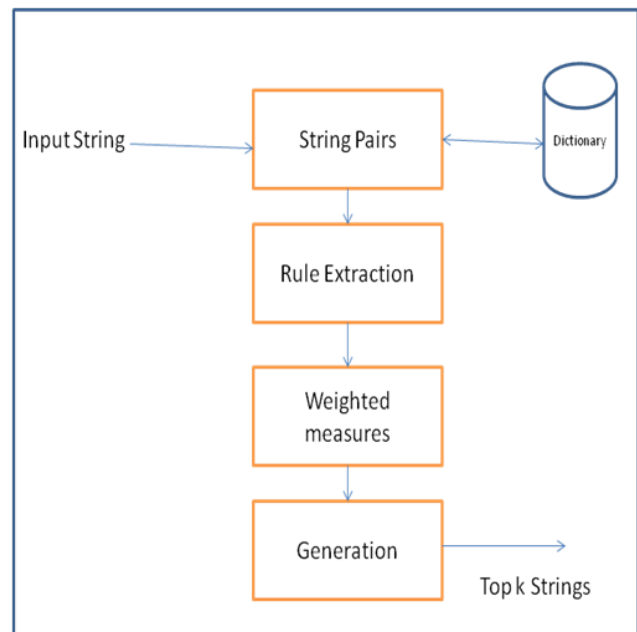 Input String
String Pairs
Dictionary
Rule Extraction
Weighted
measures
Generation
Top k Strings